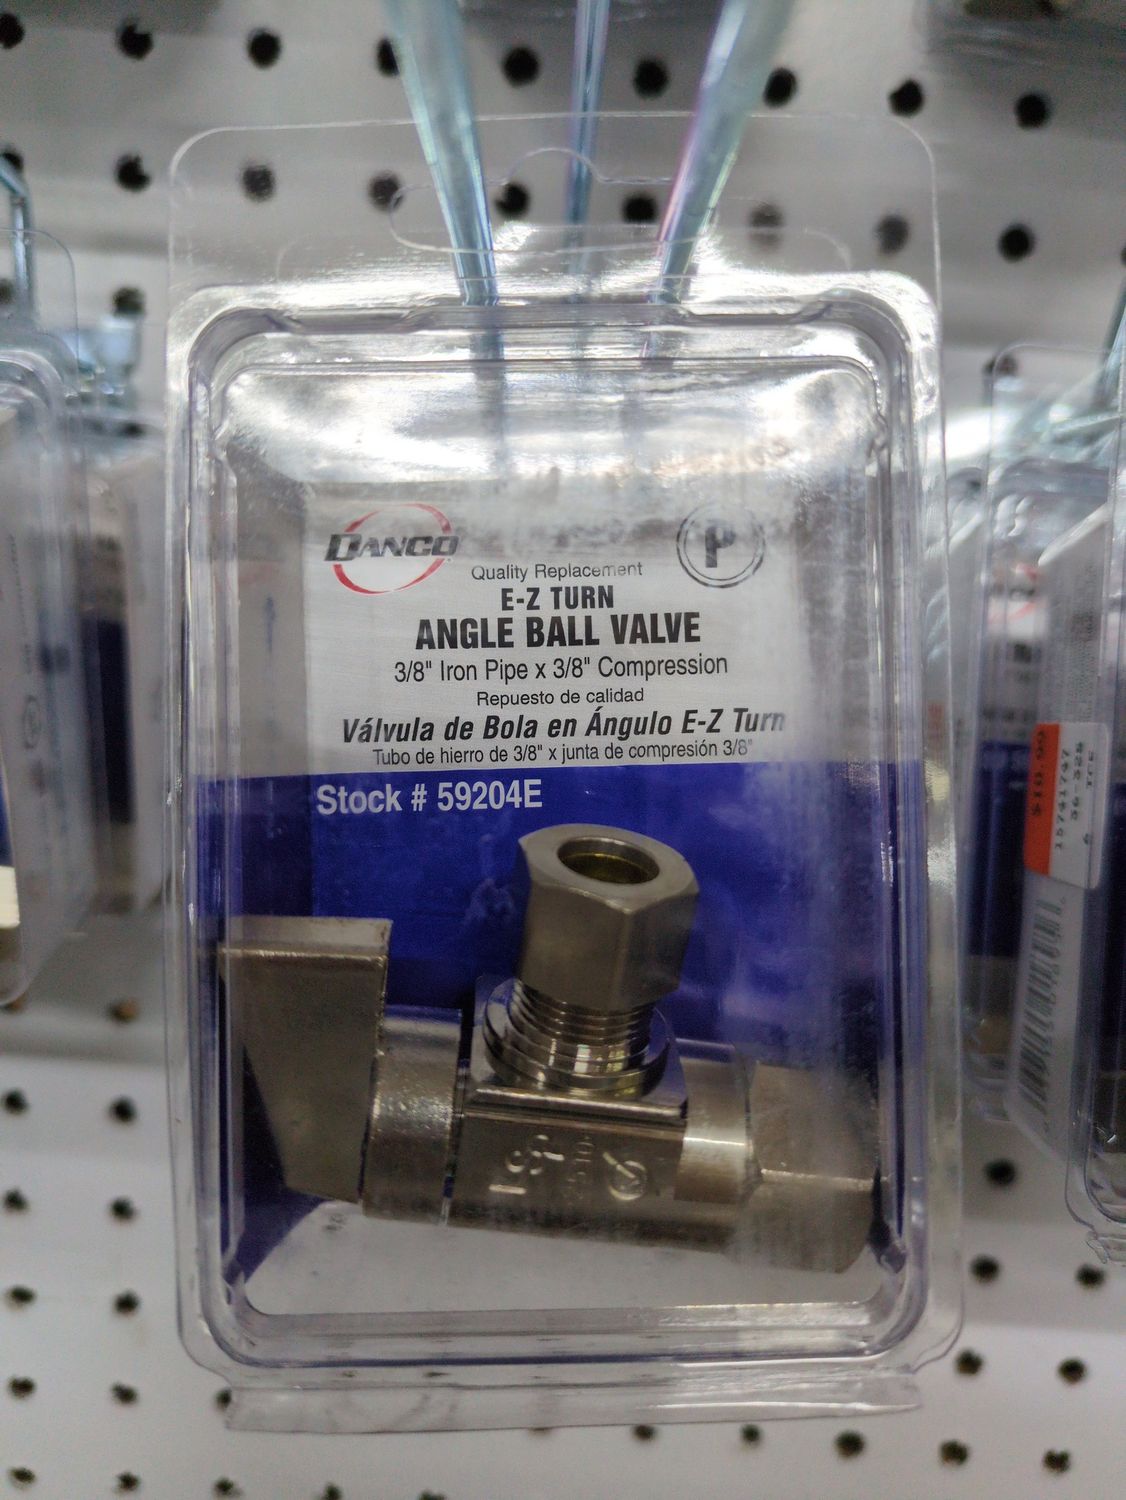 DANCO
P
Quality Replacement
E-Z TURN
ANGLE BALL VALVE
3/8" Iron Pipe x 3/8" Compression
Repuesto de calidad
Válvula de Bola en Ángulo E-Z Turn
Tubo de hierro de 3/8" x junta de compresión 3/8"
Stock # 59204E